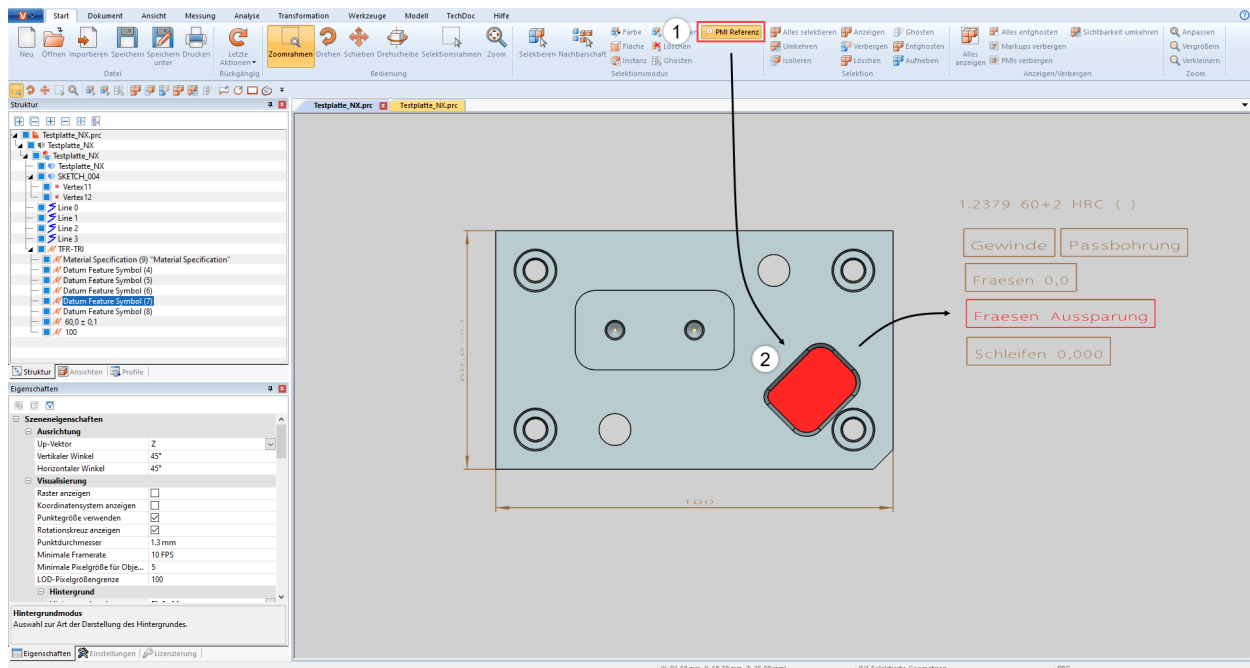 Start Dokument Ansicht Messung Analyse Transformation Werkzeuge Modell TechDoc Hilfe
Neu Öffnen Importieren Speichern Speichern unter Drucken
Datei
Letzte Aktionen
Rückgängig
Zoomrahmen Drehen Schieben Drehscheibe Selektionsrahmen Zoom
Bedienung
Selektieren Nachbarschaft
Farbe
Fläche Löschen
Instanz Ghosten
1
PMI Referenz
Selektionsmodus
Alles selektieren Anzeigen Ghosten
Umkehren Verbergen Entghosten
Isolieren Löschen Aufheben
Selektion
Alles anzeigen
Alles entghosten Sichtbarkeit umkehren
Markups verbergen
PMIs verbergen
Anzeigen/Verbergen
Anpassen
Vergrößern
Verkleinern
Zoom
Struktur
Testplatte_NX.prc
Testplatte_NX
Testplatte_NX
Testplatte_NX
SKETCH_004
Vertex11
Vertex12
Line 0
Line 1
Line 2
Line 3
TFR-TRI
Material Specification (9) "Material Specification"
Datum Feature Symbol (4)
Datum Feature Symbol (5)
Datum Feature Symbol (6)
Datum Feature Symbol (7)
Datum Feature Symbol (8)
60,0 ± 0,1
100
Struktur Ansichten Profile
Eigenschaften
Szeneneigenschaften
Ausrichtung
Up-Vektor Z
Vertikaler Winkel 45°
Horizontaler Winkel 45°
Visualisierung
Raster anzeigen
Koordinatensystem anzeigen
Punktegröße verwenden
Rotationskreuz anzeigen
Punktdurchmesser 1.3 mm
Minimale Framerate 10 FPS
Minimale Pixelgröße für Obje... 5
LOD-Pixelgrößengrenze 100
Hintergrund
Hintergrundmodus
Auswahl zur Art der Darstellung des Hintergrundes.
Eigenschaften Einstellungen Lizenzierung
Testplatte_NX.prc Testplatte_NX.prc
1.2379 60+2 HRC ( )
Gewinde Passbohrung
Fraesen 0,0
Fraesen Aussparung
Schleifen 0,000
2
100